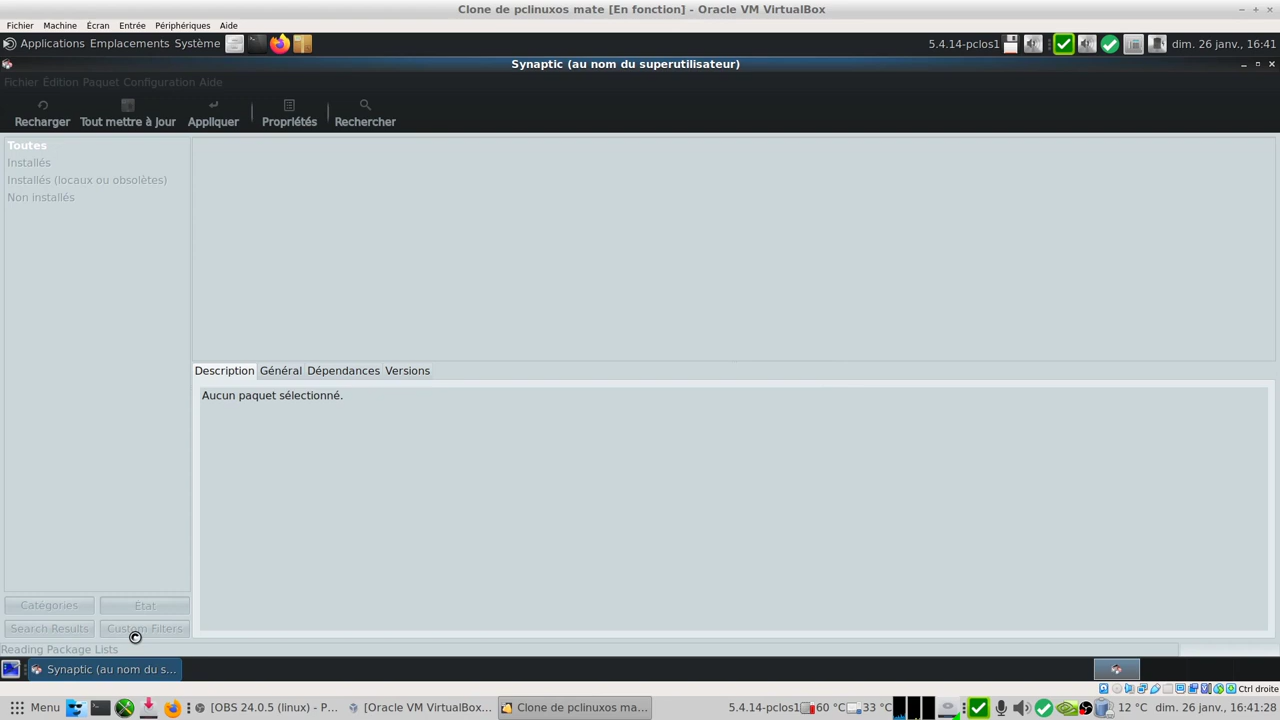 Clone de pclinuxos mate [En fonction] - Oracle VM VirtualBox
Fichier Machine Écran Entrée Périphériques Aide
Applications Emplacements Système 5.4.14-pclos1 dim. 26 janv., 16:41
Synaptic (au nom du superutilisateur)
Fichier Édition Paquet Configuration Aide
Recharger Tout mettre à jour Appliquer Propriétés Rechercher
Toutes
Installés
Installés (locaux ou obsolètes)
Non installés
Description Général Dépendances Versions
Aucun paquet sélectionné.
Catégories État
Search Results Custom Filters
Reading Package Lists
Synaptic (au nom du s...
Ctrl droite
Menu [OBS 24.0.5 (linux) - P... [Oracle VM VirtualBox... Clone de pclinuxos ma... 5.4.14-pclos1 60 °C 33 °C 12 °C dim. 26 janv., 16:41:28